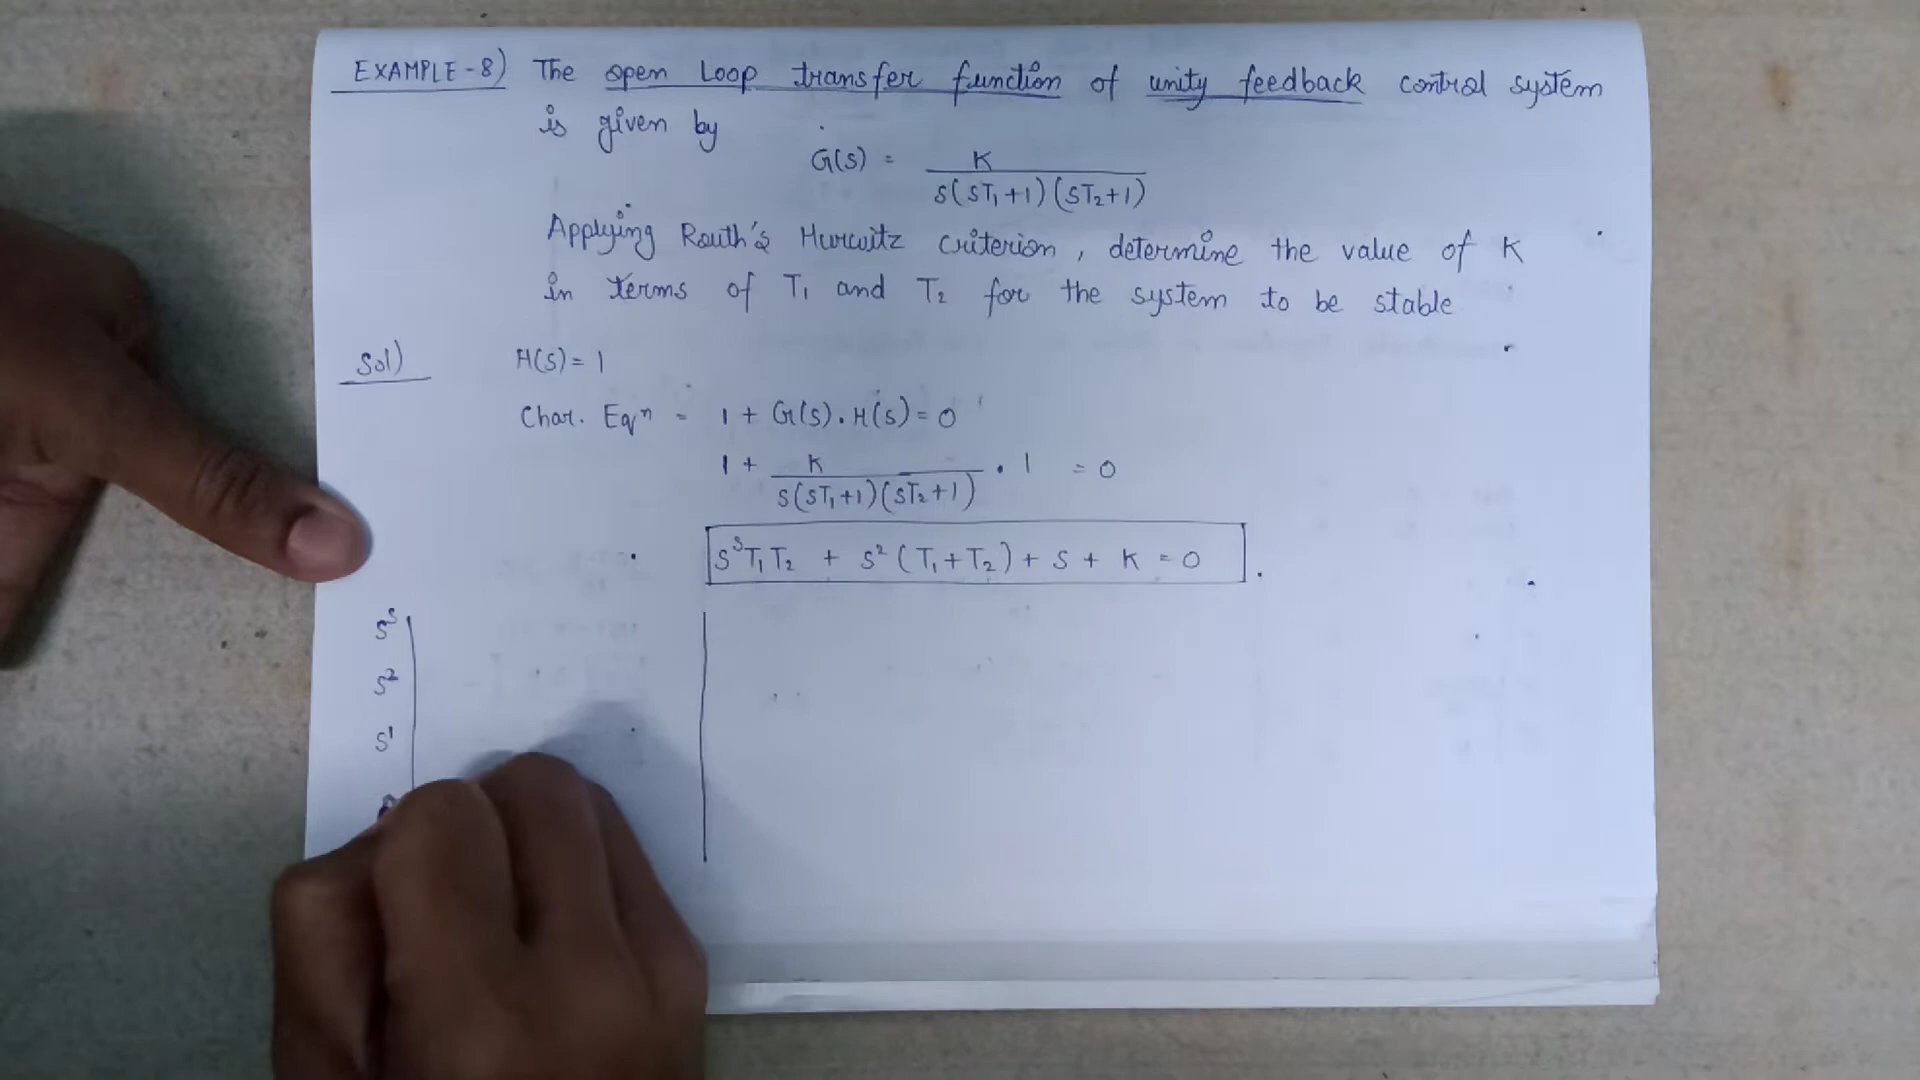 EXAMPLE-8) The open Loop transfer function of unity feedback control system
is given by
G(s) = K / s(sT₁+1)(sT₂+1)
Applying Routh's Hurwitz criterion, determine the value of K
in terms of T₁ and T₂ for the system to be stable
Sol) H(s) = 1
Char. Eqⁿ = 1 + G(s).H(s) = 0
1 + K / s(sT₁+1)(sT₂+1) . 1 = 0
s³T₁T₂ + s²(T₁+T₂) + s + K = 0
s³
s²
s¹